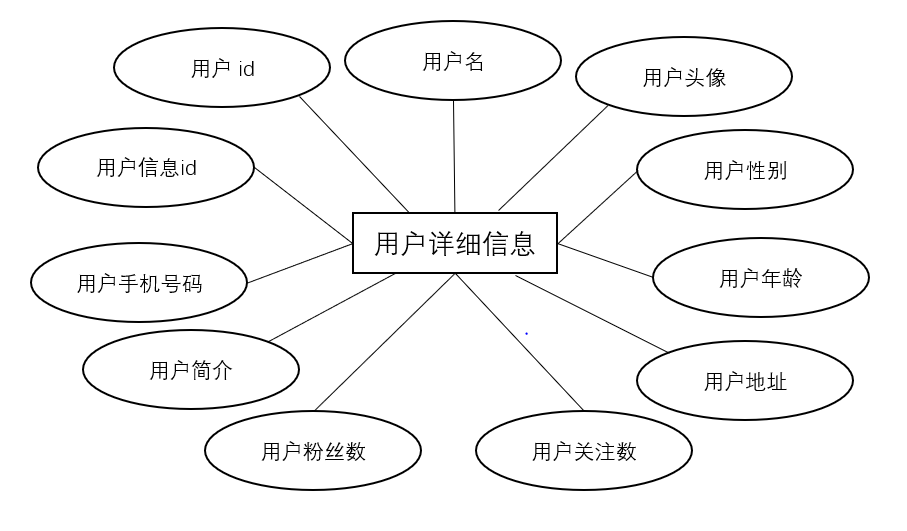 用户 id
用户名
用户头像
用户信息id
用户性别
用户详细信息
用户手机号码
用户年龄
用户简介
用户地址
用户粉丝数
用户关注数